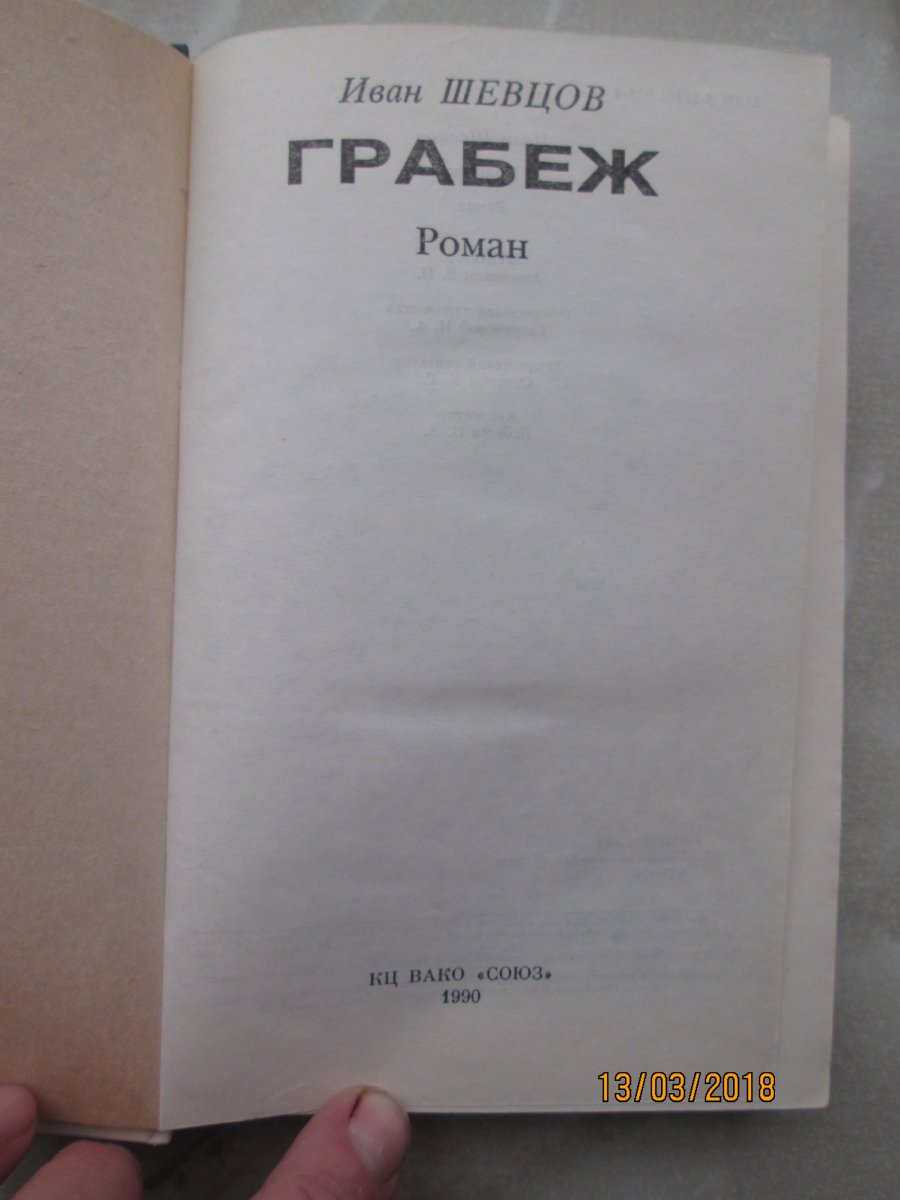 Иван ШЕВЦОВ
ГРАБЕЖ
Роман
КЦ ВАКО «СОЮЗ»
1990
13/03/2018